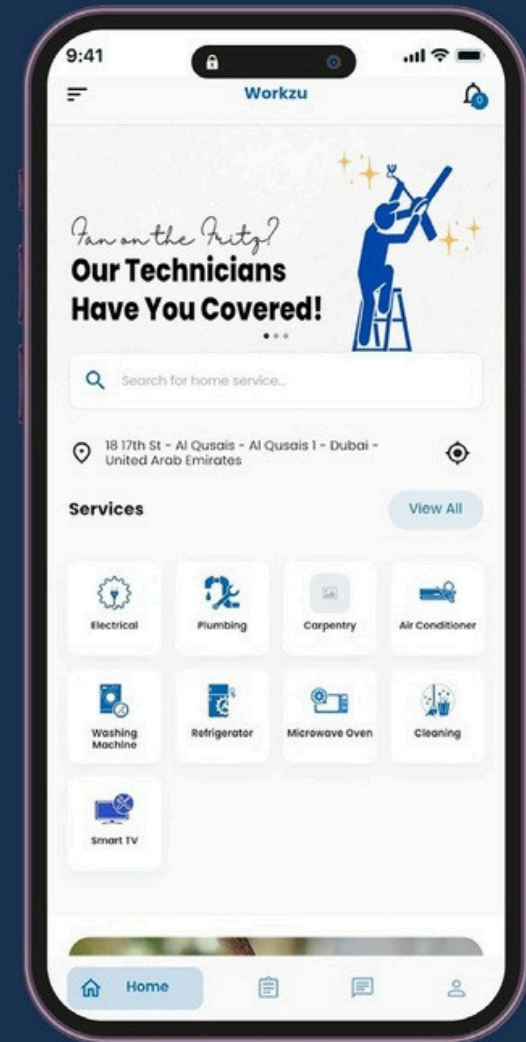 9:41
Workzu
0
Fan on the Fritz?
Our Technicians
Have You Covered!
Search for home service...
18 17th St - Al Qusais - Al Qusais 1 - Dubai -
United Arab Emirates
Services
View All
Electrical
Plumbing
Carpentry
Air Conditioner
Washing
Machine
Refrigerator
Microwave Oven
Cleaning
Smart TV
Home